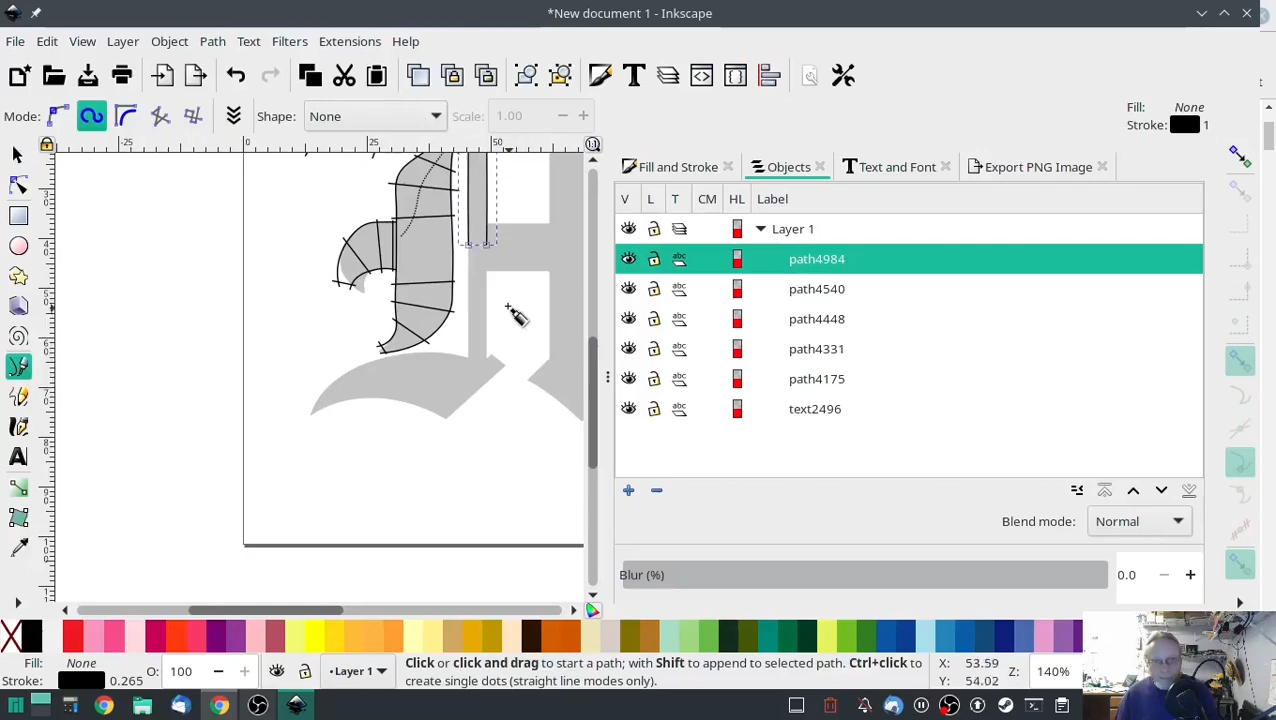 *New document 1 - Inkscape
File Edit View Layer Object Path Text Filters Extensions Help
Mode: Shape: None Scale: 1.00 Fill: None
Stroke: 1
-25 0 25 50
Fill and Stroke Objects Text and Font Export PNG Image
V L T CM HL Label
Layer 1
path4984
path4540
path4448
path4331
path4175
text2496
Blend mode: Normal
Blur (%) 0.0
Fill: None O: 100 Layer 1 Click or click and drag to start a path; with Shift to append to selected path. Ctrl+click to X: 53.59 Z: 140%
Stroke: 0.265 create single dots (straight line modes only). Y: 54.02